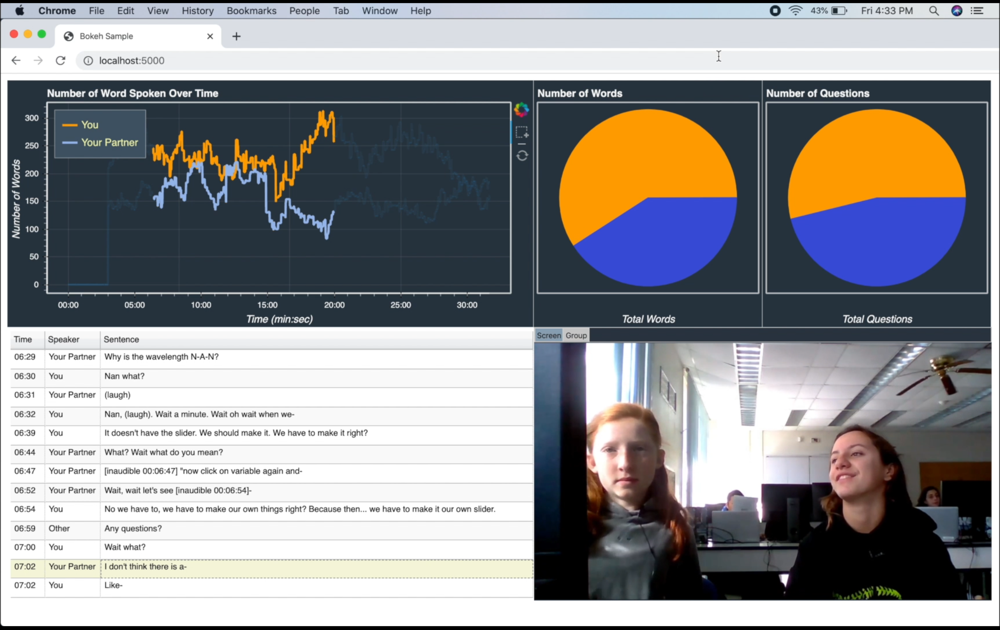 Chrome File Edit View History Bookmarks People Tab Window Help 43% Fri 4:33 PM
Bokeh Sample
localhost:5000
Number of Word Spoken Over Time
You
Your Partner
Number of Words
300
250
200
150
100
50
0
00:00 05:00 10:00 15:00 20:00 25:00 30:00
Time (min:sec)
Number of Words
Total Words
Number of Questions
Total Questions
Time Speaker Sentence
06:29 Your Partner Why is the wavelength N-A-N?
06:30 You Nan what?
06:31 Your Partner (laugh)
06:32 You Nan, (laugh). Wait a minute. Wait oh wait when we-
06:39 You It doesn't have the slider. We should make it. We have to make it right?
06:44 Your Partner What? Wait what do you mean?
06:47 Your Partner [inaudible 00:06:47] "now click on variable again and-
06:52 Your Partner Wait, wait let's see [inaudible 00:06:54]-
06:54 You No we have to, we have to make our own things right? Because then... we have to make it our own slider.
06:59 Other Any questions?
07:00 You Wait what?
07:02 Your Partner I don't think there is a-
07:02 You Like-
Screen Group